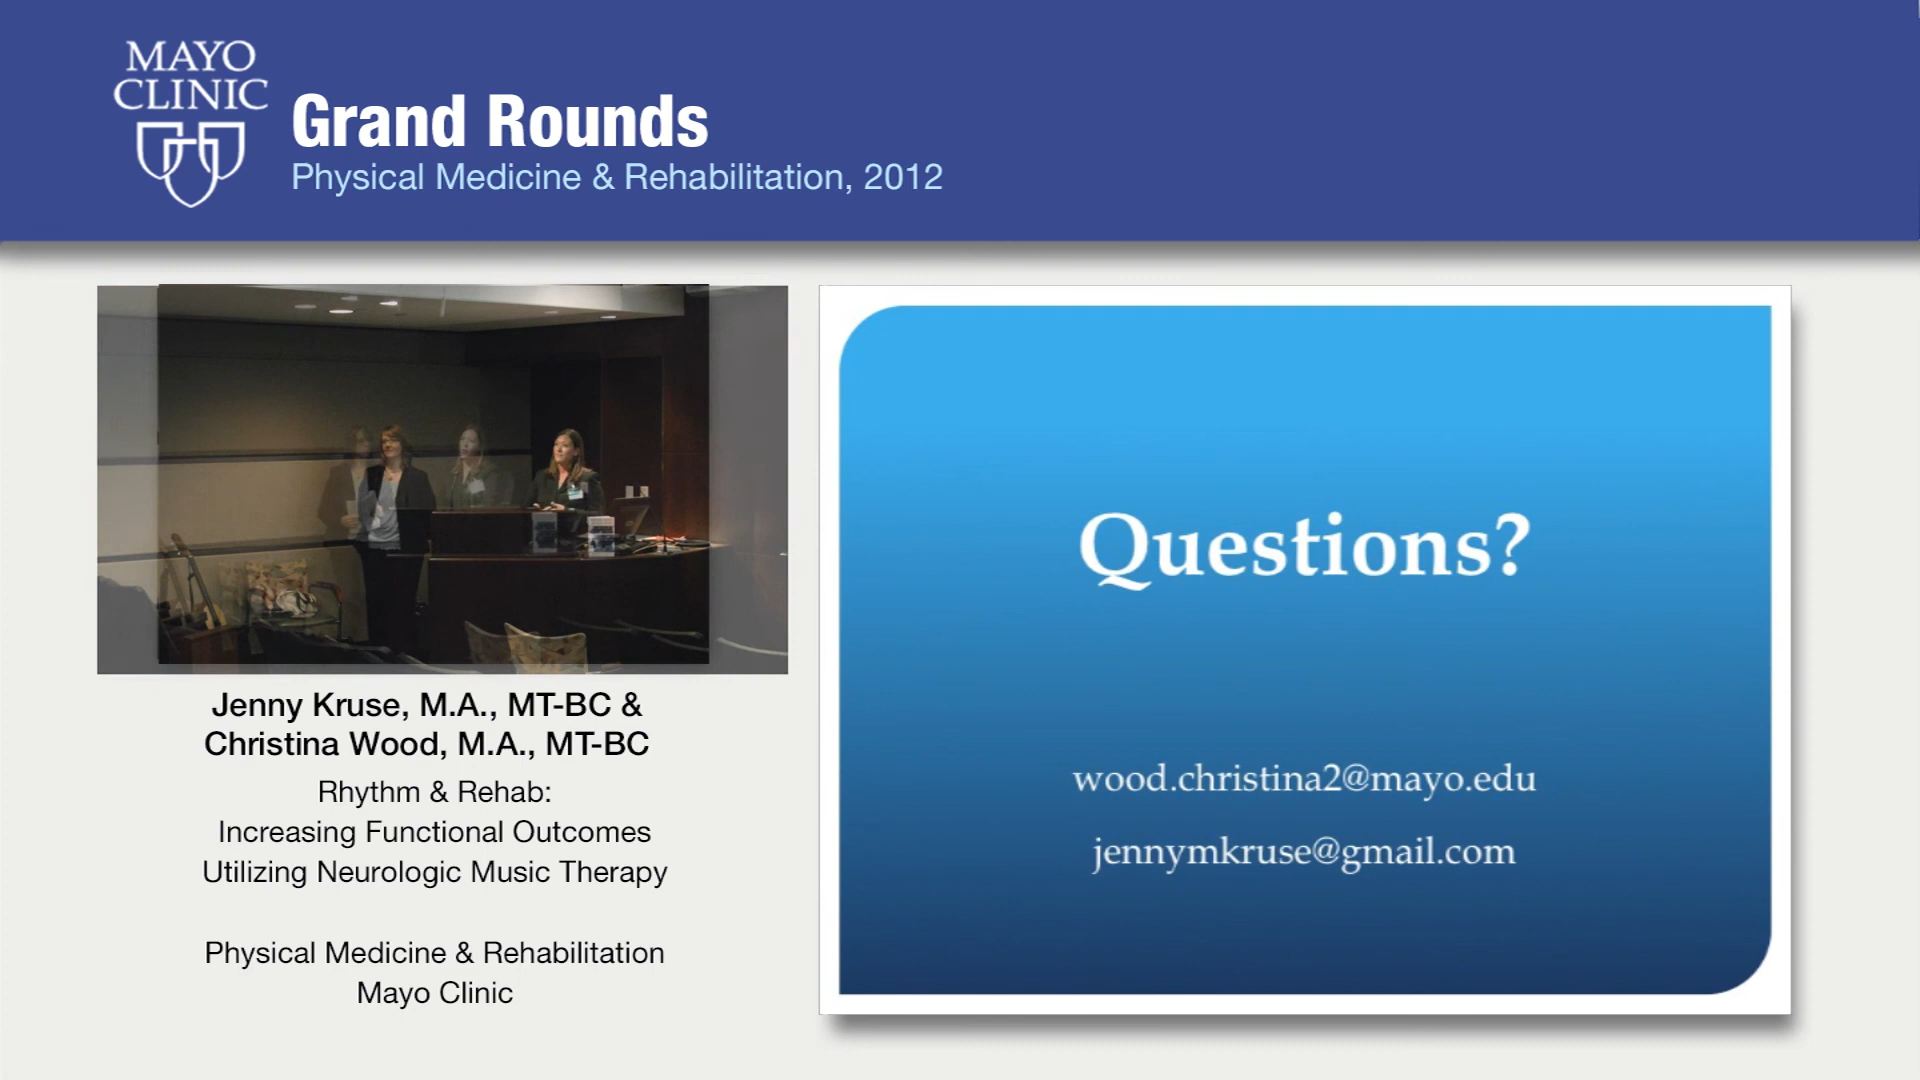 MAYO
CLINIC
Grand Rounds
Physical Medicine & Rehabilitation, 2012
Jenny Kruse, M.A., MT-BC &
Christina Wood, M.A., MT-BC
Rhythm & Rehab:
Increasing Functional Outcomes
Utilizing Neurologic Music Therapy
Physical Medicine & Rehabilitation
Mayo Clinic
Questions?
wood.christina2@mayo.edu
jennymkruse@gmail.com